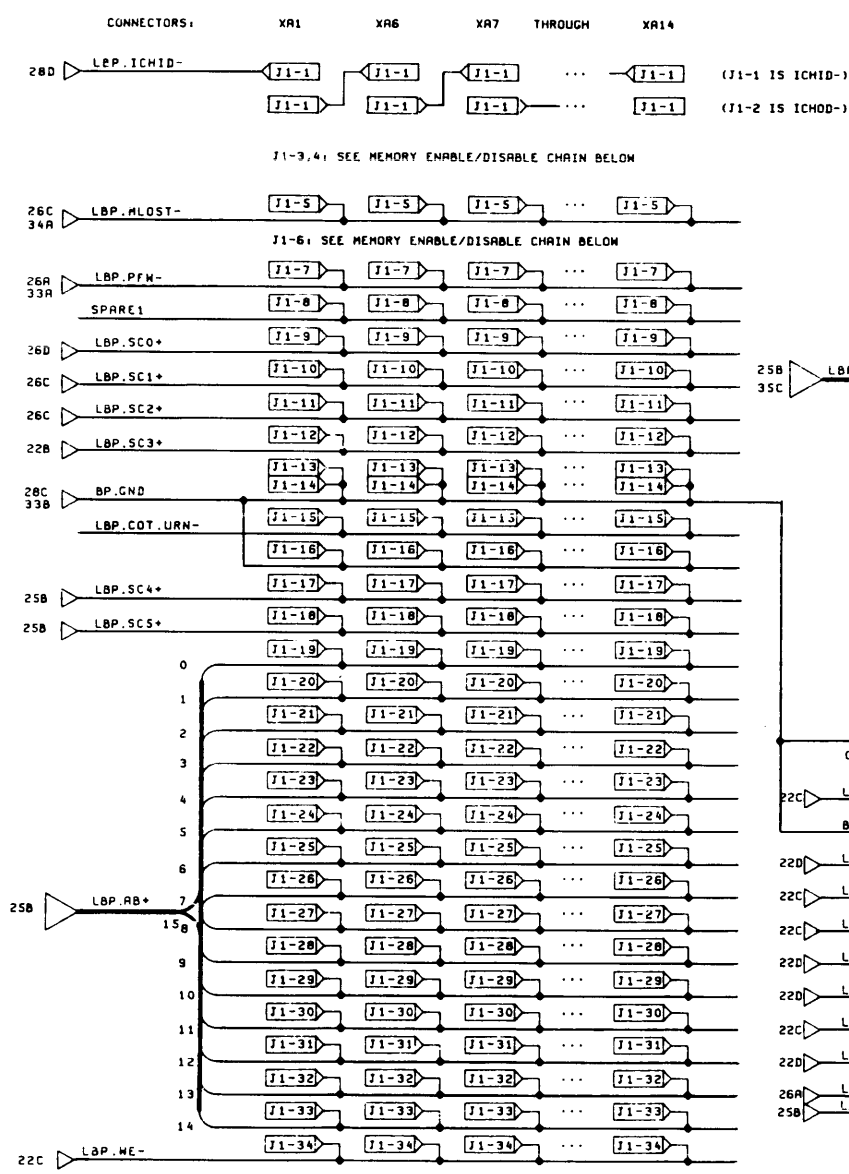 CONNECTORS: XA1 XA6 XA7 THROUGH XA14
28D LBP.ICHID- J1-1 J1-1 J1-1 ... J1-1 (J1-1 IS ICHID-)
J1-1 J1-1 J1-1 ... J1-1 (J1-2 IS ICHOD-)
J1-3,4: SEE MEMORY ENABLE/DISABLE CHAIN BELOW
26C 34A LBP.MLOST- J1-5 J1-5 J1-5 ... J1-5
J1-6: SEE MEMORY ENABLE/DISABLE CHAIN BELOW
26A 33A LBP.PFW- J1-7 J1-7 J1-7 ... J1-7
SPARE1 J1-8 J1-8 J1-8 ... J1-8
26D LBP.SC0+ J1-9 J1-9 J1-9 ... J1-9
26C LBP.SC1+ J1-10 J1-10 J1-10 ... J1-10 25B 35C
26C LBP.SC2+ J1-11 J1-11 J1-11 ... J1-11
22B LBP.SC3+ J1-12 J1-12 J1-12 ... J1-12
J1-13 J1-13 J1-13 ... J1-13
28C 33B BP.GND J1-14 J1-14 J1-14 ... J1-14
LBP.COT.URN- J1-15 J1-15 J1-15 ... J1-15
J1-16 J1-16 J1-16 ... J1-16
25B LBP.SC4+ J1-17 J1-17 J1-17 ... J1-17
25B LBP.SC5+ J1-18 J1-18 J1-18 ... J1-18
0 J1-19 J1-19 J1-19 ... J1-19
1 J1-20 J1-20 J1-20 ... J1-20
2 J1-21 J1-21 J1-21 ... J1-21
3 J1-22 J1-22 J1-22 ... J1-22
4 J1-23 J1-23 J1-23 ... J1-23 22C L
5 J1-24 J1-24 J1-24 ... J1-24
6 J1-25 J1-25 J1-25 ... J1-25 22D L
25B LBP.AB+ 7 J1-26 J1-26 J1-26 ... J1-26 22C L
15 8 J1-27 J1-27 J1-27 ... J1-27 22C L
9 J1-28 J1-28 J1-28 ... J1-28 22D L
10 J1-29 J1-29 J1-29 ... J1-29 22D L
11 J1-30 J1-30 J1-30 ... J1-30 22C L
12 J1-31 J1-31 J1-31 ... J1-31 22D L
13 J1-32 J1-32 J1-32 ... J1-32 26A L
14 J1-33 J1-33 J1-33 ... J1-33 25B L
22C LBP.WE- J1-34 J1-34 J1-34 ... J1-34